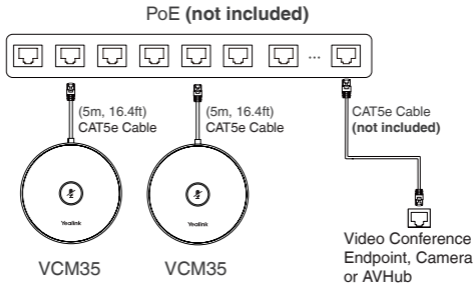 PoE (not included)
...
(5m, 16.4ft)
CAT5e Cable
(5m, 16.4ft)
CAT5e Cable
CAT5e Cable
(not included)
Yealink
Yealink
VCM35
VCM35
Video Conference
Endpoint, Camera
or AVHub